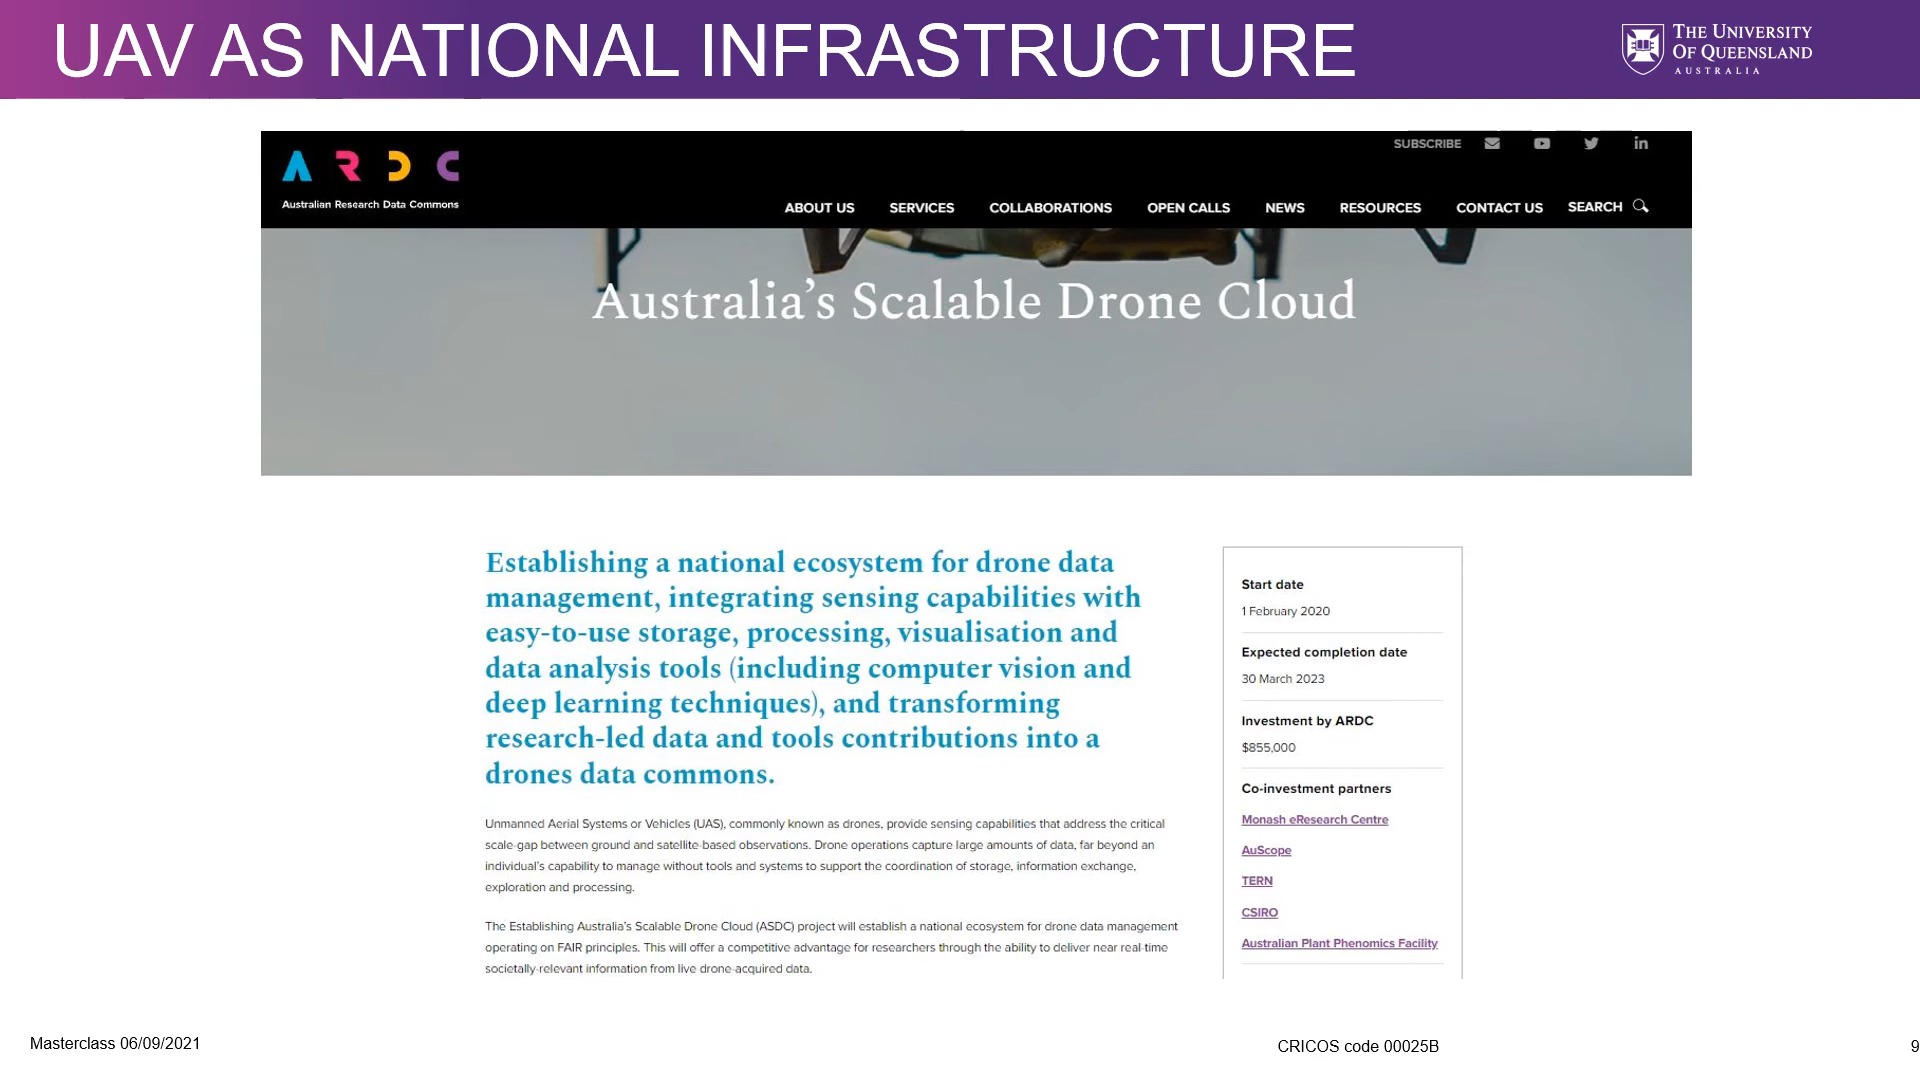 UAV AS NATIONAL INFRASTRUCTURE
THE UNIVERSITY
OF QUEENSLAND
AUSTRALIA
SUBSCRIBE
A R D C
Australian Research Data Commons
ABOUT US SERVICES COLLABORATIONS OPEN CALLS NEWS RESOURCES CONTACT US SEARCH
Australia's Scalable Drone Cloud
Establishing a national ecosystem for drone data
management, integrating sensing capabilities with
easy-to-use storage, processing, visualisation and
data analysis tools (including computer vision and
deep learning techniques), and transforming
research-led data and tools contributions into a
drones data commons.
Unmanned Aerial Systems or Vehicles (UAS), commonly known as drones, provide sensing capabilities that address the critical
scale-gap between ground and satellite-based observations. Drone operations capture large amounts of data, far beyond an
individual's capability to manage without tools and systems to support the coordination of storage, information exchange,
exploration and processing.
The Establishing Australia's Scalable Drone Cloud (ASDC) project will establish a national ecosystem for drone data management
operating on FAIR principles. This will offer a competitive advantage for researchers through the ability to deliver near real-time
societally-relevant information from live drone-acquired data.
Start date
1 February 2020
Expected completion date
30 March 2023
Investment by ARDC
$855,000
Co-investment partners
Monash eResearch Centre
AuScope
TERN
CSIRO
Australian Plant Phenomics Facility
Masterclass 06/09/2021
CRICOS code 00025B
9